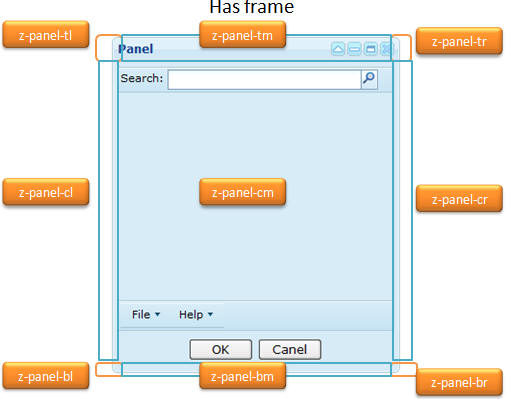 Has frame
z-panel-tl
z-panel-tm
z-panel-tr
Panel
Search:
z-panel-cl
z-panel-cm
z-panel-cr
File
Help
OK
Canel
z-panel-bl
z-panel-bm
z-panel-br